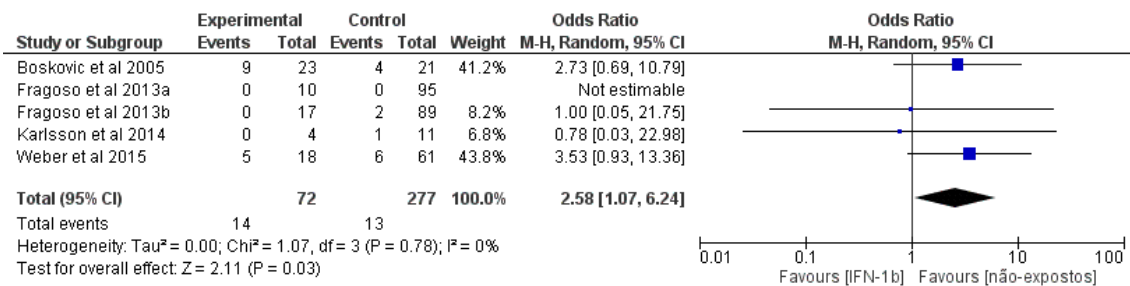 Experimental Control Odds Ratio Odds Ratio
Study or Subgroup Events Total Events Total Weight M-H, Random, 95% CI M-H, Random, 95% CI
Boskovic et al 2005 9 23 4 21 41.2% 2.73 [0.69, 10.79]
Fragoso et al 2013a 0 10 0 95 Not estimable
Fragoso et al 2013b 0 17 2 89 8.2% 1.00 [0.05, 21.75]
Karlsson et al 2014 0 4 1 11 6.8% 0.78 [0.03, 22.98]
Weber et al 2015 5 18 6 61 43.8% 3.53 [0.93, 13.36]
Total (95% CI) 72 277 100.0% 2.58 [1.07, 6.24]
Total events 14 13
Heterogeneity: Tau² = 0.00; Chi² = 1.07, df = 3 (P = 0.78); I² = 0%
Test for overall effect: Z = 2.11 (P = 0.03)
0.01 0.1 1 10 100
Favours [IFN-1b] Favours [não-expostos]